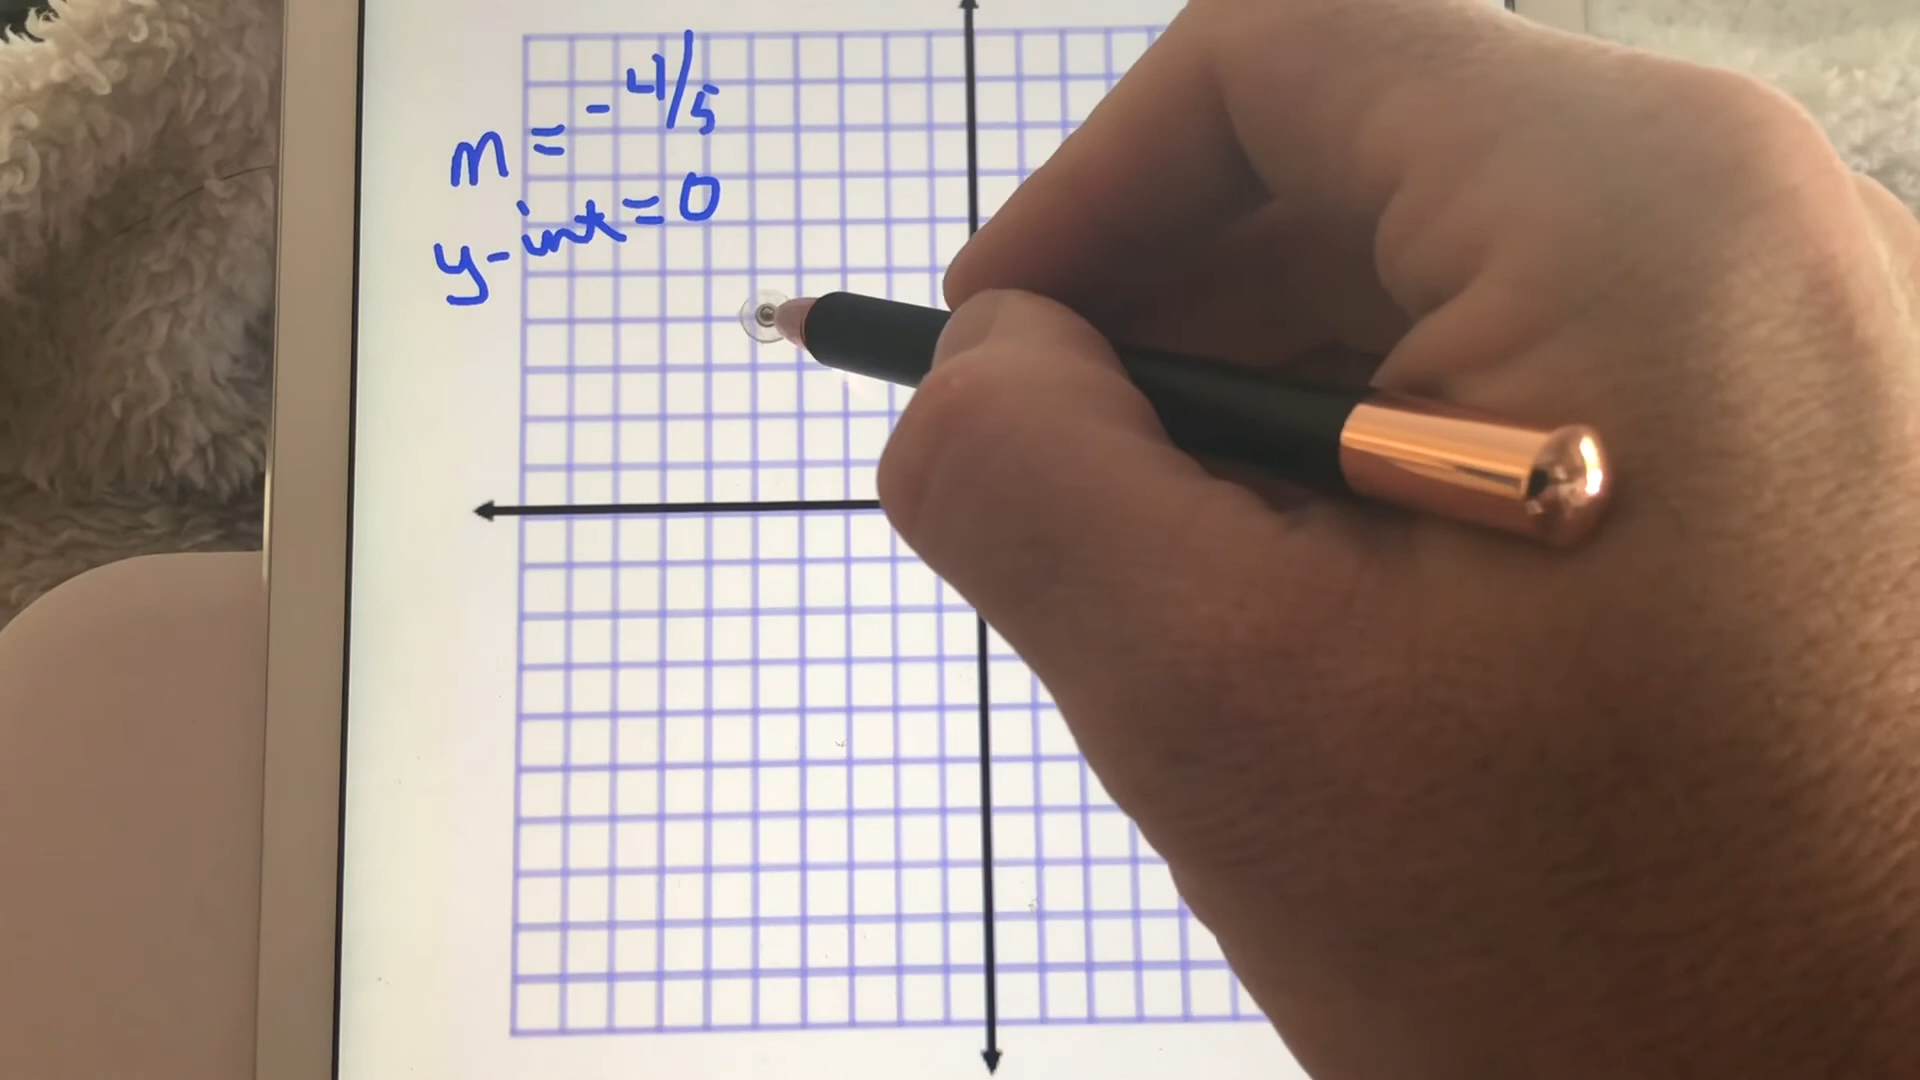 m = - 4/5
y-int = 0